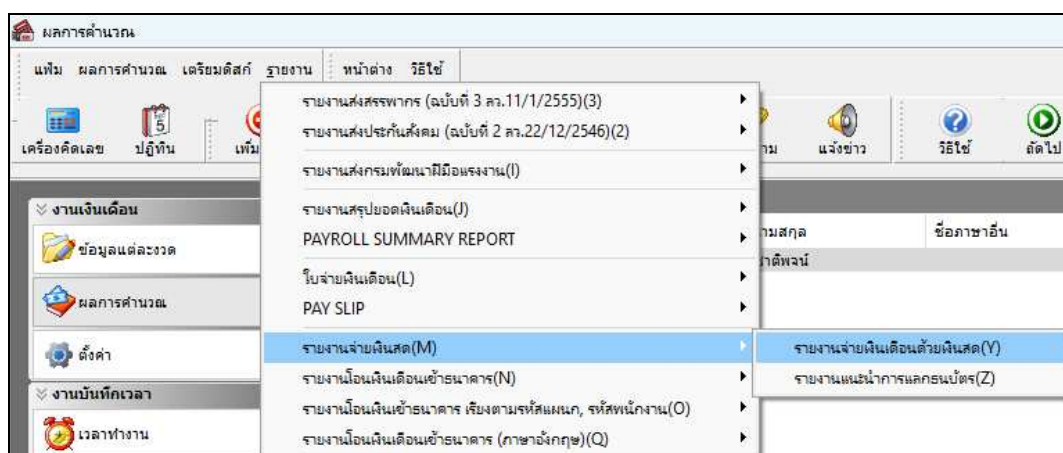 ผลการคำนวณ
แฟ้ม ผลการคำนวณ เตรียมดิสก์ รายงาน หน้าต่าง วิธีใช้
เครื่องคิดเลข ปฏิทิน เพิ่ม าม แจ้งข่าว วิธีใช้ ถัดไป
รายงานส่งสรรพากร (ฉบับที่ 3 ลว.11/1/2555)(3)
รายงานส่งประกันสังคม (ฉบับที่ 2 ลว.22/12/2546)(2)
รายงานส่งกรมพัฒนาฝีมือแรงงาน(I)
รายงานสรุปยอดเงินเดือน(J)
PAYROLL SUMMARY REPORT
ใบจ่ายเงินเดือน(L)
PAY SLIP
รายงานจ่ายเงินสด(M)
รายงานโอนเงินเดือนเข้าธนาคาร(N)
รายงานโอนเงินเข้าธนาคาร เรียงตามรหัสแผนก, รหัสพนักงาน(O)
รายงานโอนเงินเดือนเข้าธนาคาร (ภาษาอังกฤษ)(Q)
รายงานจ่ายเงินเดือนด้วยเงินสด(Y)
รายงานแนะนำการแลกธนบัตร(Z)
งานเงินเดือน
ข้อมูลแต่ละงวด
ผลการคำนวณ
ตั้งค่า
งานบันทึกเวลา
เวลาทำงาน
ามสกุล ชื่อภาษาอื่น
าติพจน์